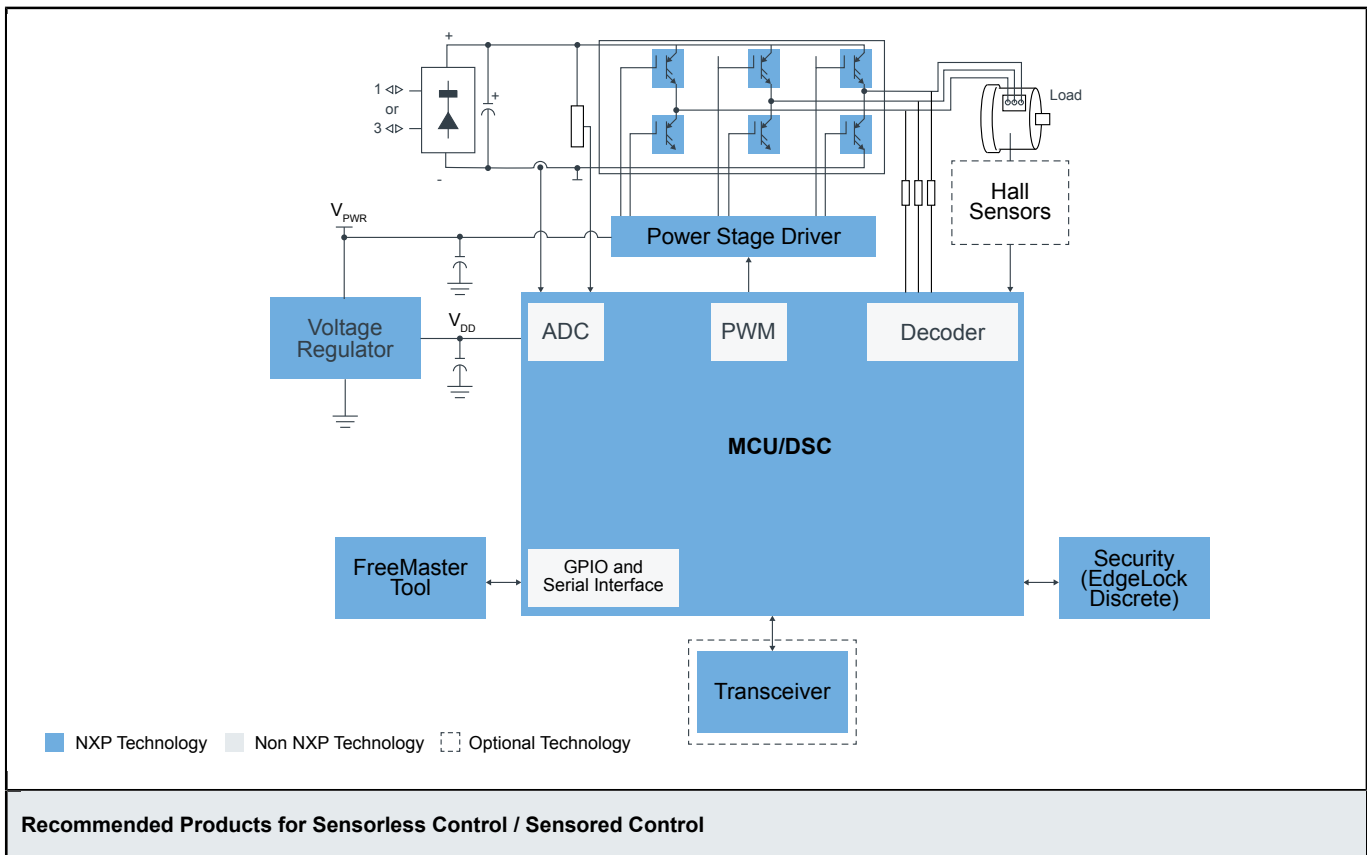 +
1
or
3
+
-
Load
Hall
Sensors
V PWR
Power Stage Driver
Voltage
Regulator
V DD
ADC
PWM
Decoder
MCU/DSC
FreeMaster
Tool
GPIO and
Serial Interface
Security
(EdgeLock
Discrete)
Transceiver
NXP Technology
Non NXP Technology
Optional Technology
Recommended Products for Sensorless Control / Sensored Control